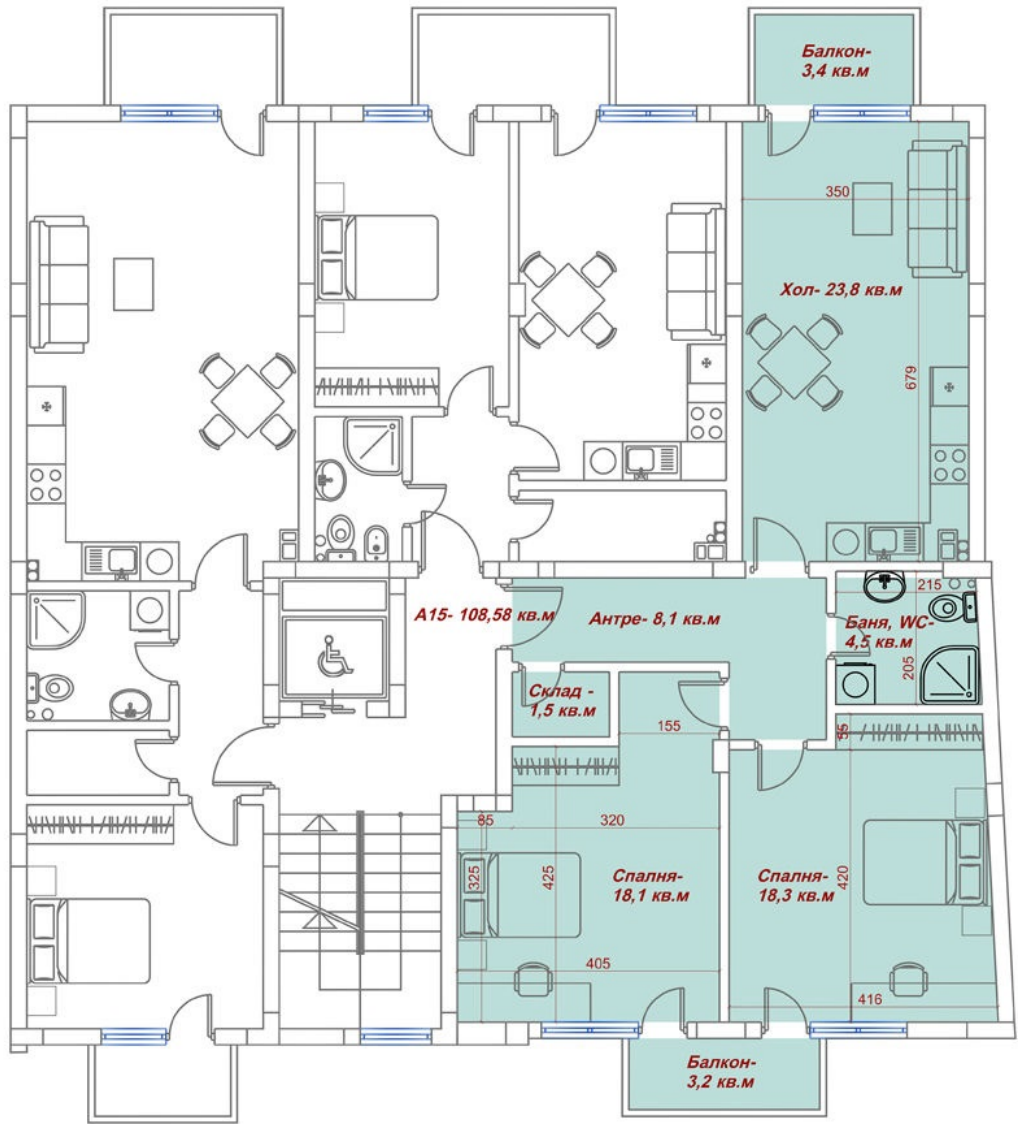 Балкон-
3,4 кв.м
350
Хол- 23,8 кв.м
679
А15- 108,58 кв.м
Антре- 8,1 кв.м
215
Баня, WC-
4,5 кв.м
205
Склад -
1,5 кв.м
155
55
85
320
325
425
Спалня-
18,1 кв.м
Спалня-
18,3 кв.м
420
405
416
Балкон-
3,2 кв.м